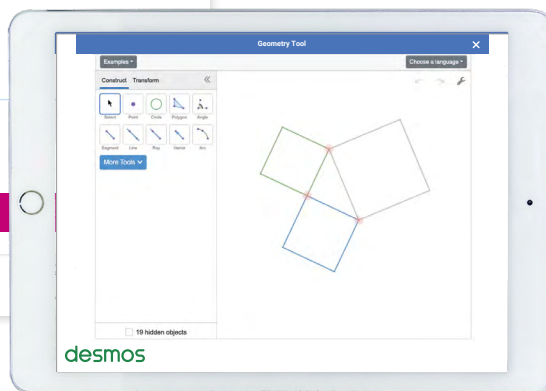 Geometry Tool
Examples
Choose a language
Construct Transform
Select Point Circle Polygon Angle
Segment Line Ray Vector Arc
More Tools
19 hidden objects
desmos